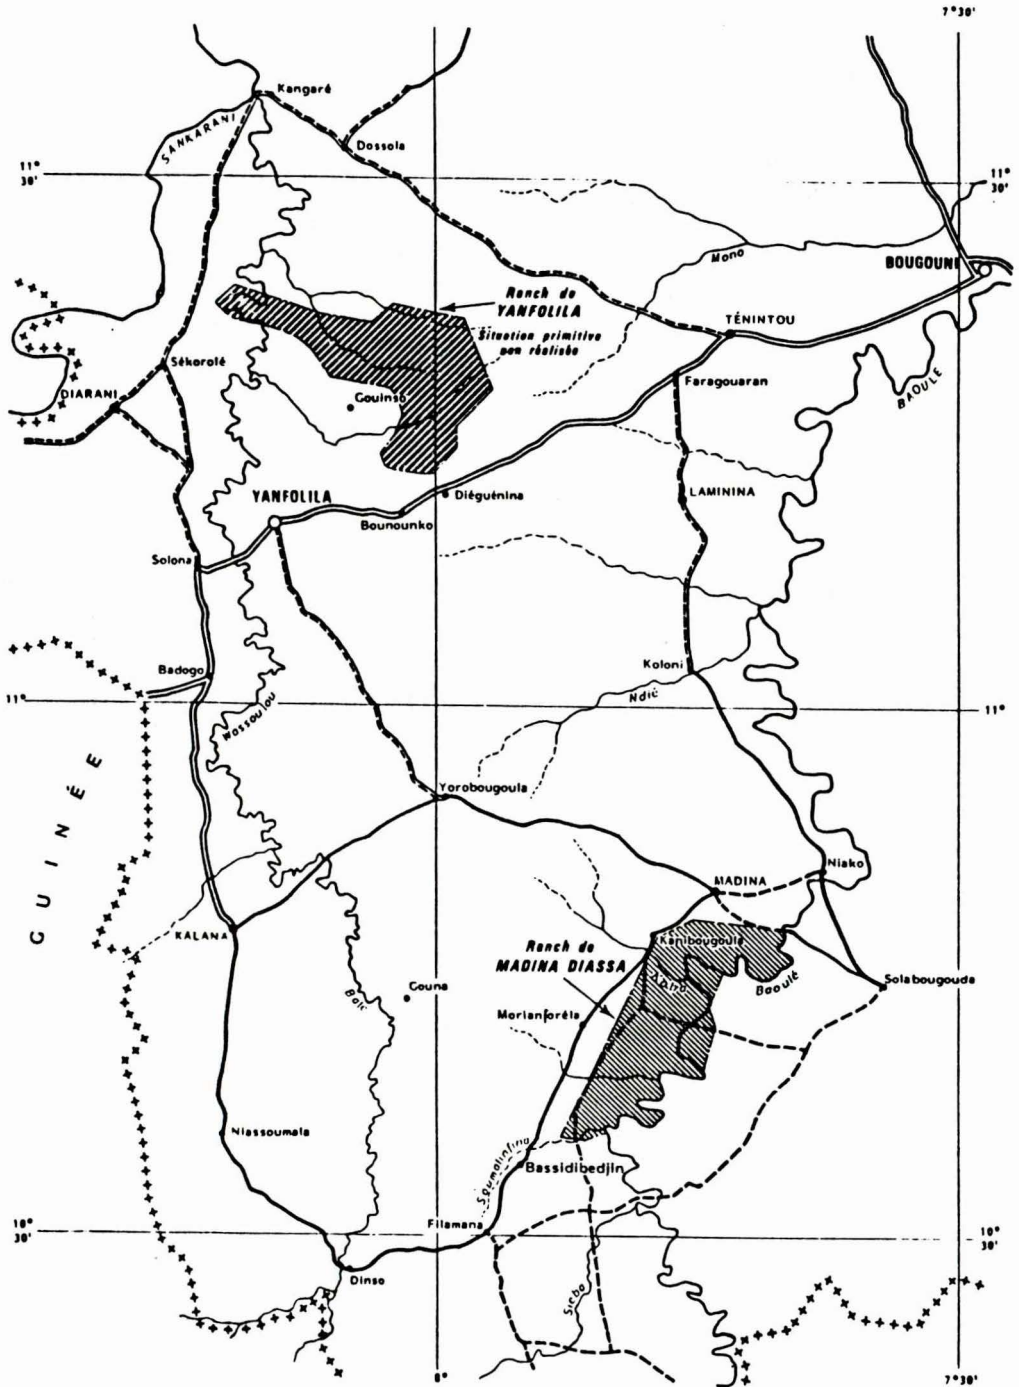 7°30'
Kangaré
SANKARANI
Dossola
11°
30'
11°
30'
Mono
BOUGOUNI
Ranch de
YANFOLILA
Situation primitive
non réalisée
TÉNINTOU
Sékorolé
DIARANI
Faragouaran
BAOULÉ
Gouinso
YANFOLILA
Diéguénina
LAMININA
Bounounko
Solona
Koloni
Badogo
Ndié
11°
11°
Wassoulou
GUINÉE
Yorobougoula
Niako
MADINA
KALANA
Kanibougoula
Ranch de
MADINA DIASSA
Baoulé
Solabougouda
Gouna
Morianforéla
Niassoumala
Bassidibedjin
Filamana
10°
30'
10°
30'
Dinso
8°
7°30'